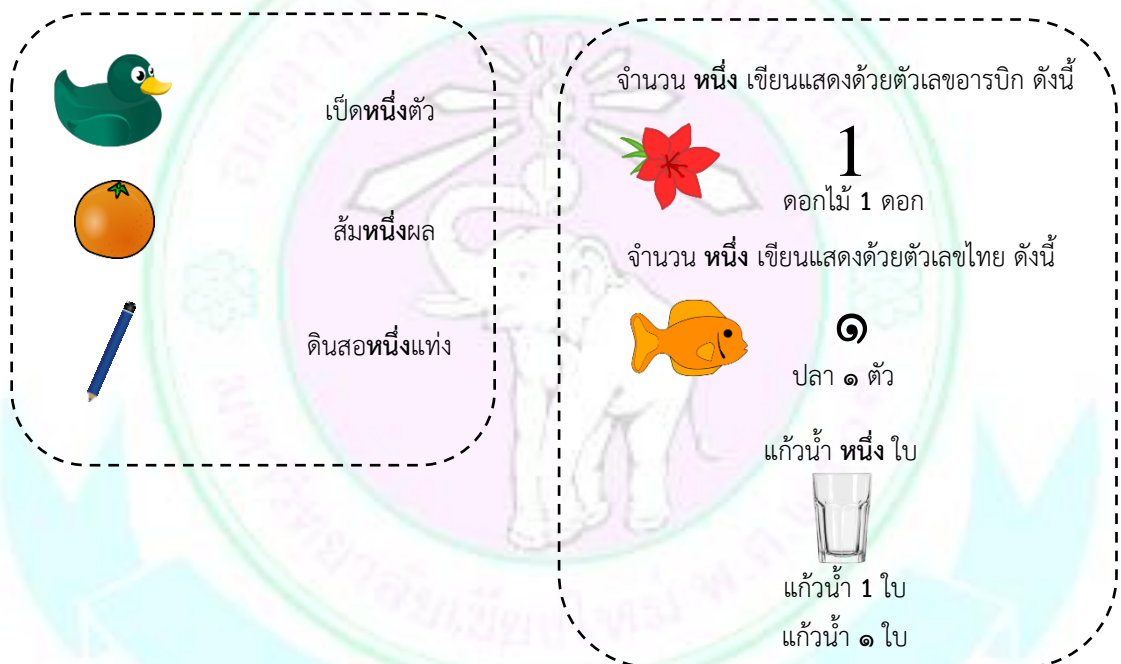 เป็ดหนึ่งตัว
ส้มหนึ่งผล
ดินสอหนึ่งแท่ง
จำนวน หนึ่ง เขียนแสดงด้วยตัวเลขอารบิก ดังนี้
1
ดอกไม้ 1 ดอก
จำนวน หนึ่ง เขียนแสดงด้วยตัวเลขไทย ดังนี้
๑
ปลา ๑ ตัว
แก้วน้ำ หนึ่ง ใบ
แก้วน้ำ 1 ใบ
แก้วน้ำ ๑ ใบ